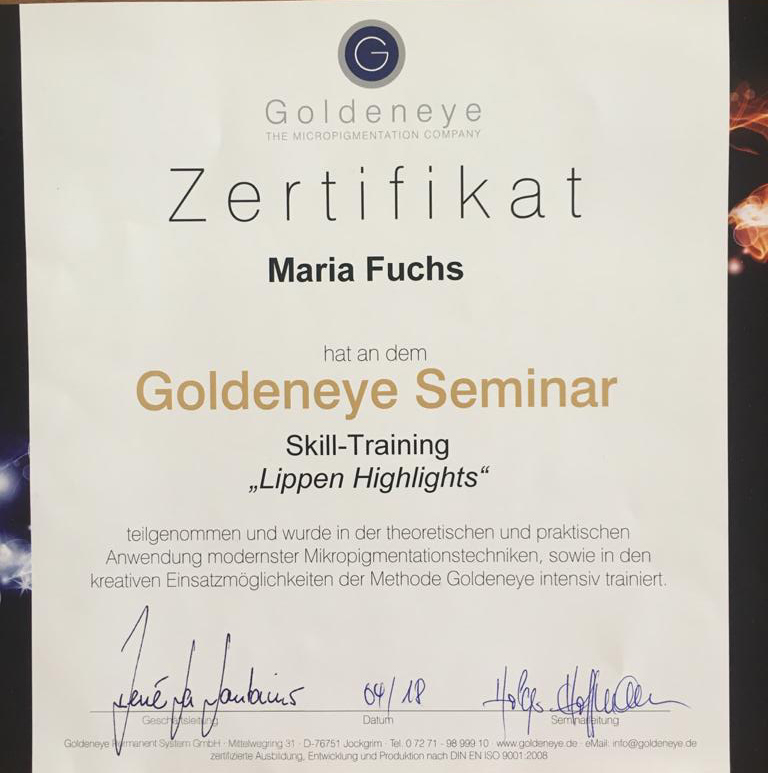 G
Goldeneye
THE MICROPIGMENTATION COMPANY
Zertifikat
Maria Fuchs
hat an dem
Goldeneye Seminar
Skill-Training
„Lippen Highlights“
teilgenommen und wurde in der theoretischen und praktischen
Anwendung modernster Mikropigmentationstechniken, sowie in den
kreativen Einsatzmöglichkeiten der Methode Goldeneye intensiv trainiert.
04/18
Geschäftsleitung Datum Seminarleitung
Goldeneye Permanent System GmbH · Mittelwegring 31 · D-76751 Jockgrim · Tel. 0 72 71 - 98 999 10 · www.goldeneye.de · eMail: info@goldeneye.de
zertifizierte Ausbildung, Entwicklung und Produktion nach DIN EN ISO 9001:2008